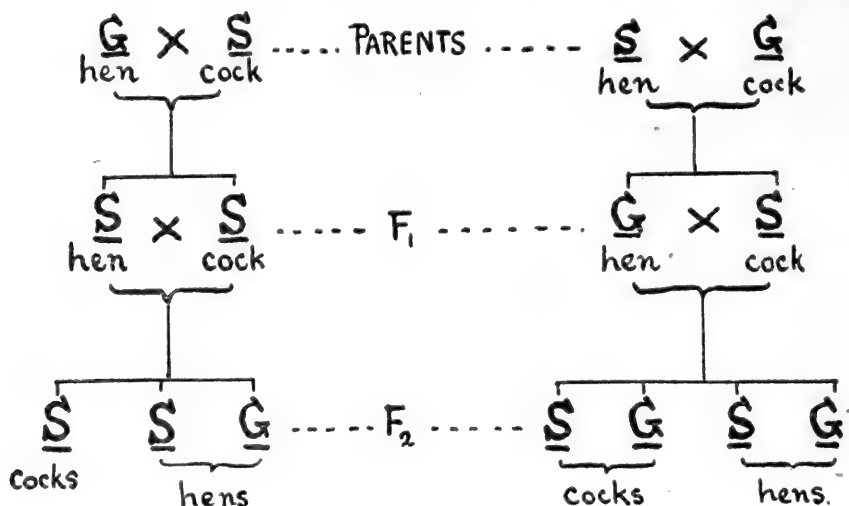 G × S ..... PARENTS ..... S × G
hen cock hen cock
S × S ..... F₁ ..... G × S
hen cock hen cock
S S G ..... F₂ ..... S G S G
cocks hens cocks hens.